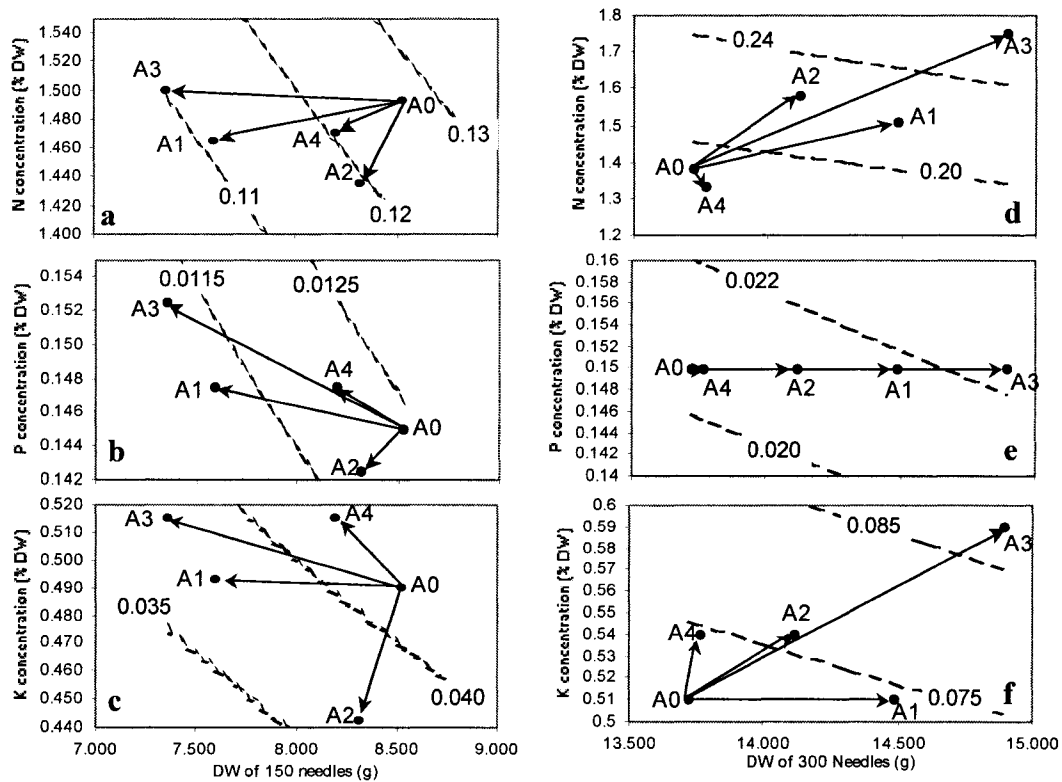 N concentration (% DW)
1.540
1.520
1.500
1.480
1.460
1.440
1.420
1.400
A3
A0
A1
A4
A2
0.13
0.11
0.12
a
P concentration (% DW)
0.154
0.152
0.150
0.148
0.146
0.144
0.142
0.0115
0.0125
A3
A4
A1
A0
A2
b
K concentration (% DW)
0.520
0.510
0.500
0.490
0.480
0.470
0.460
0.450
0.440
A3
A4
A1
A0
0.035
0.040
A2
c
7.000
7.500
8.000
8.500
9.000
DW of 150 needles (g)
N concentration (% DW)
1.8
1.7
1.6
1.5
1.4
1.3
1.2
0.24
A3
A2
A1
A0
0.20
A4
d
P concentration (% DW)
0.16
0.158
0.156
0.154
0.152
0.150
0.148
0.146
0.144
0.142
0.14
0.022
A0
A4
A2
A1
A3
0.020
e
K concentration (% DW)
0.6
0.59
0.58
0.57
0.56
0.55
0.54
0.53
0.52
0.51
0.5
0.085
A3
A2
A4
A0
A1
0.075
f
13.500
14.000
14.500
15.000
DW of 300 Needles (g)